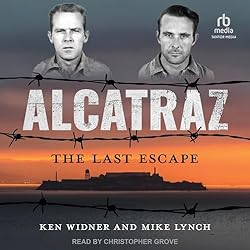 rb
media
TANTOR MEDIA
ALCATRAZ
THE LAST ESCAPE
KEN WIDNER AND MIKE LYNCH
READ BY CHRISTOPHER GROVE